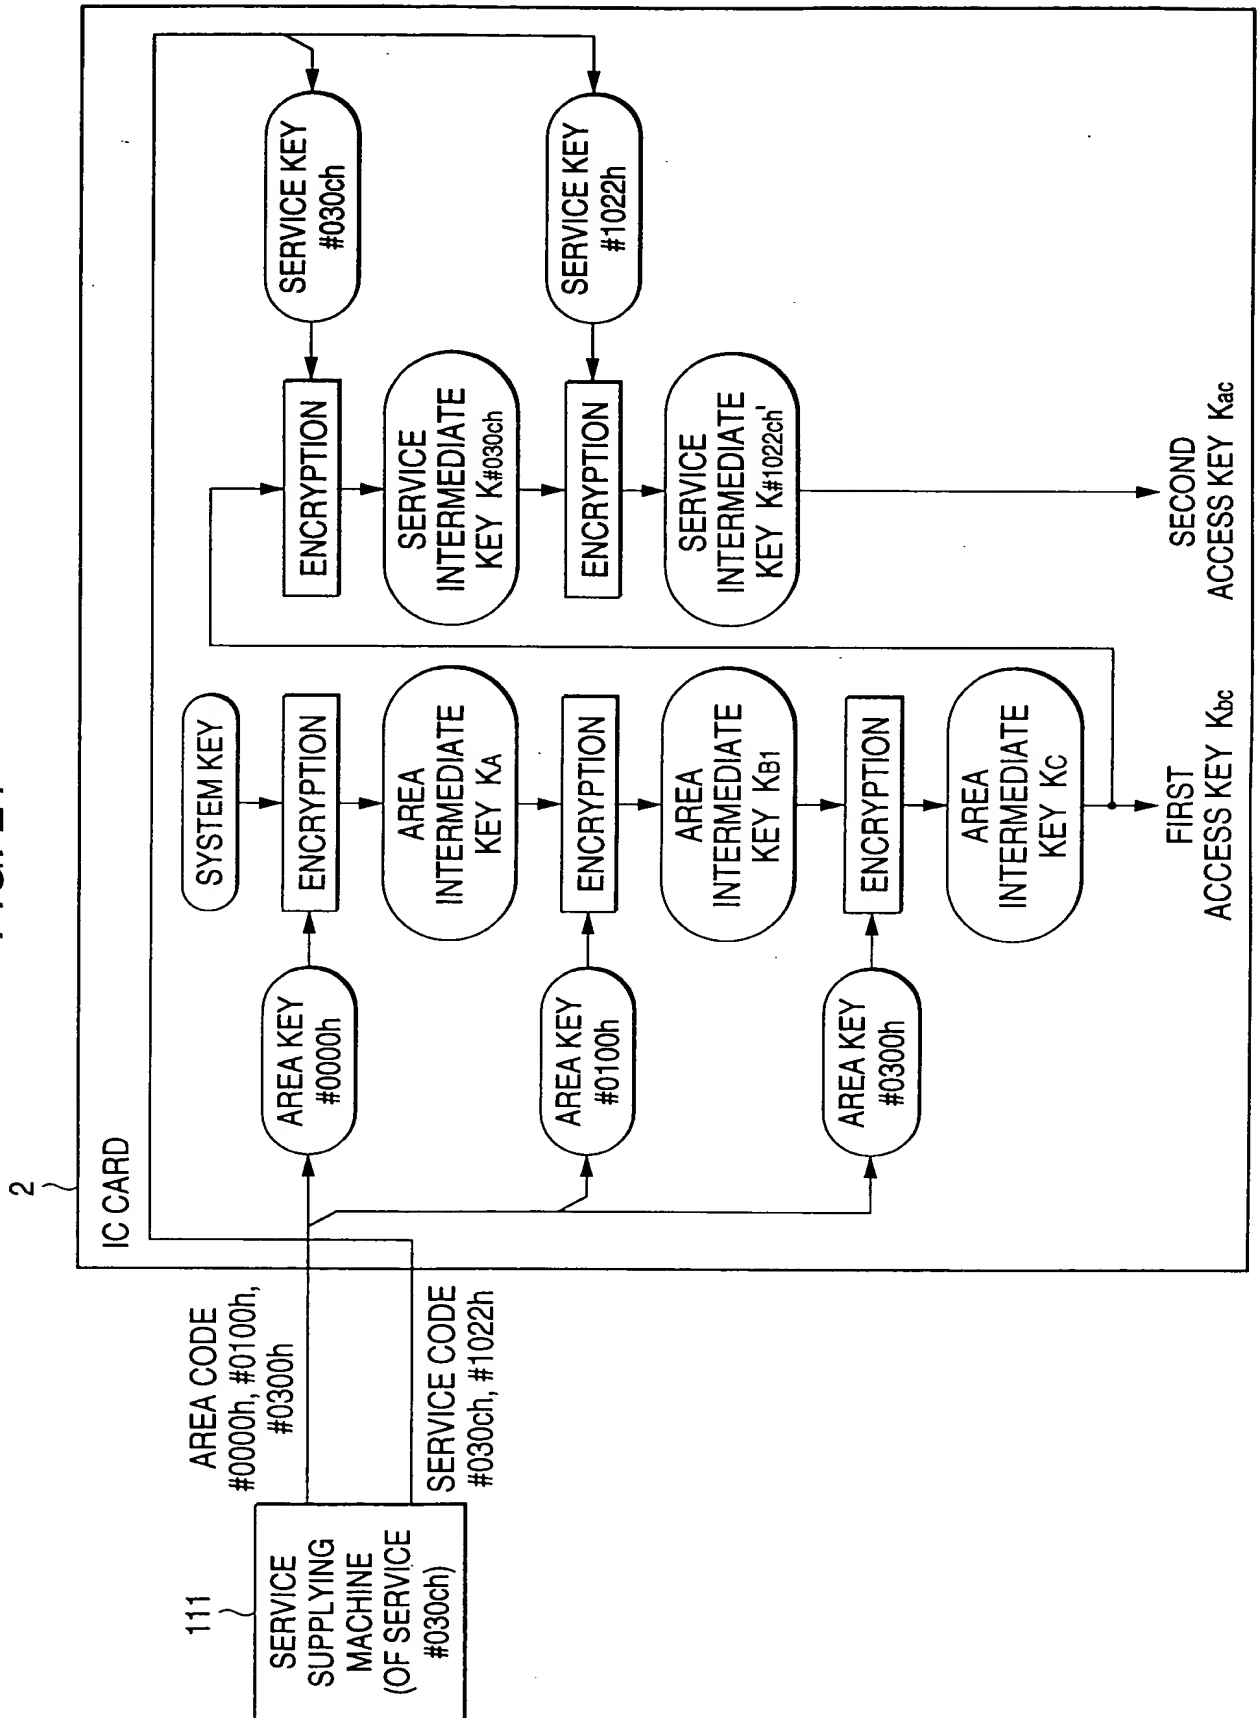 2
IC CARD
111
SERVICE
SUPPLYING
MACHINE
(OF SERVICE
#030ch)
AREA CODE
#0000h, #0100h,
#0300h
SERVICE CODE
#030ch, #1022h
AREA KEY
#0000h
AREA KEY
#0100h
AREA KEY
#0300h
SYSTEM KEY
ENCRYPTION
AREA
INTERMEDIATE
KEY KA
ENCRYPTION
AREA
INTERMEDIATE
KEY KB1
ENCRYPTION
AREA
INTERMEDIATE
KEY KC
FIRST
ACCESS KEY Kbc
ENCRYPTION
SERVICE
INTERMEDIATE
KEY K#030ch
ENCRYPTION
SERVICE
INTERMEDIATE
KEY K#1022ch'
SECOND
ACCESS KEY Kac
SERVICE KEY
#030ch
SERVICE KEY
#1022h